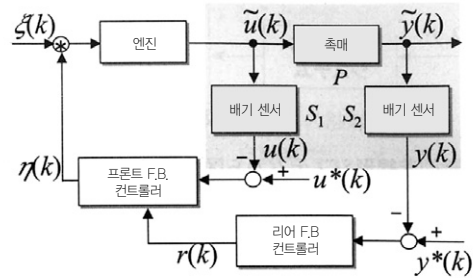 ξ(k)
*
엔진
ũ(k)
촉매
P
ỹ(k)
배기 센서
S₁
S₂
배기 센서
u(k)
y(k)
η(k)
프론트 F.B.
컨트롤러
−
+
u*(k)
리어 F.B
컨트롤러
r(k)
−
+
y*(k)